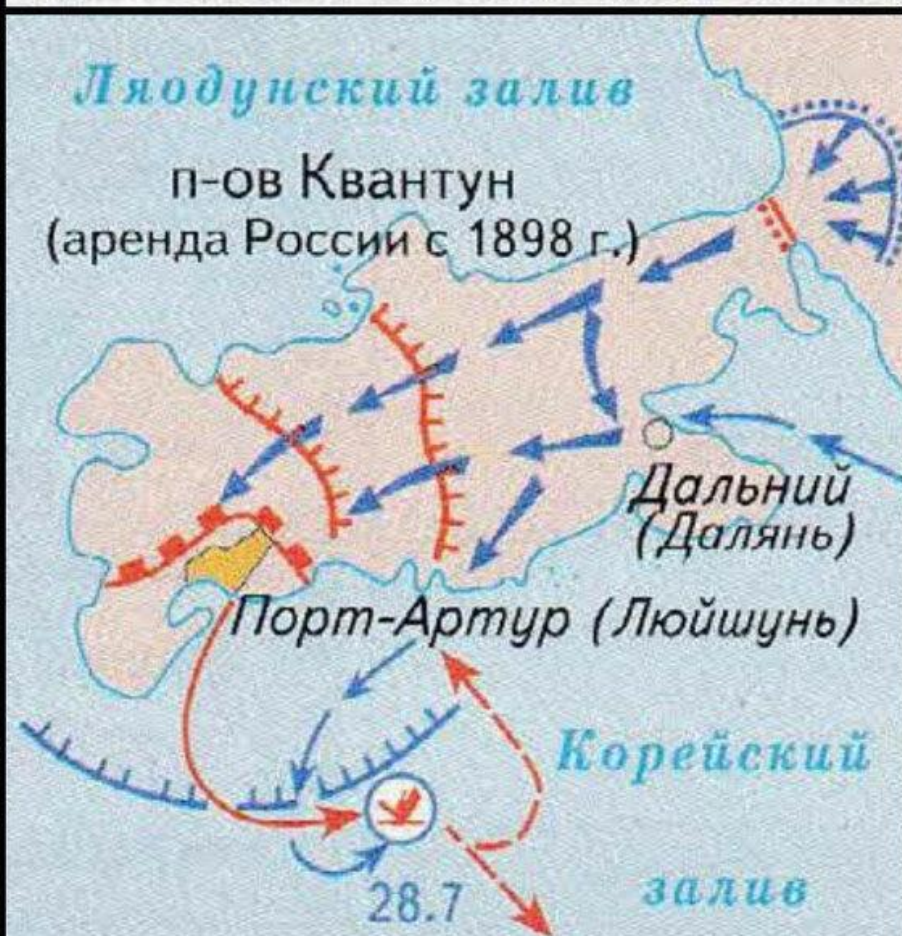 Ляодунский залив
п-ов Квантун
(аренда России с 1898 г.)
Дальний
(Далянь)
Порт-Артур (Люйшунь)
Корейский
залив
28.7